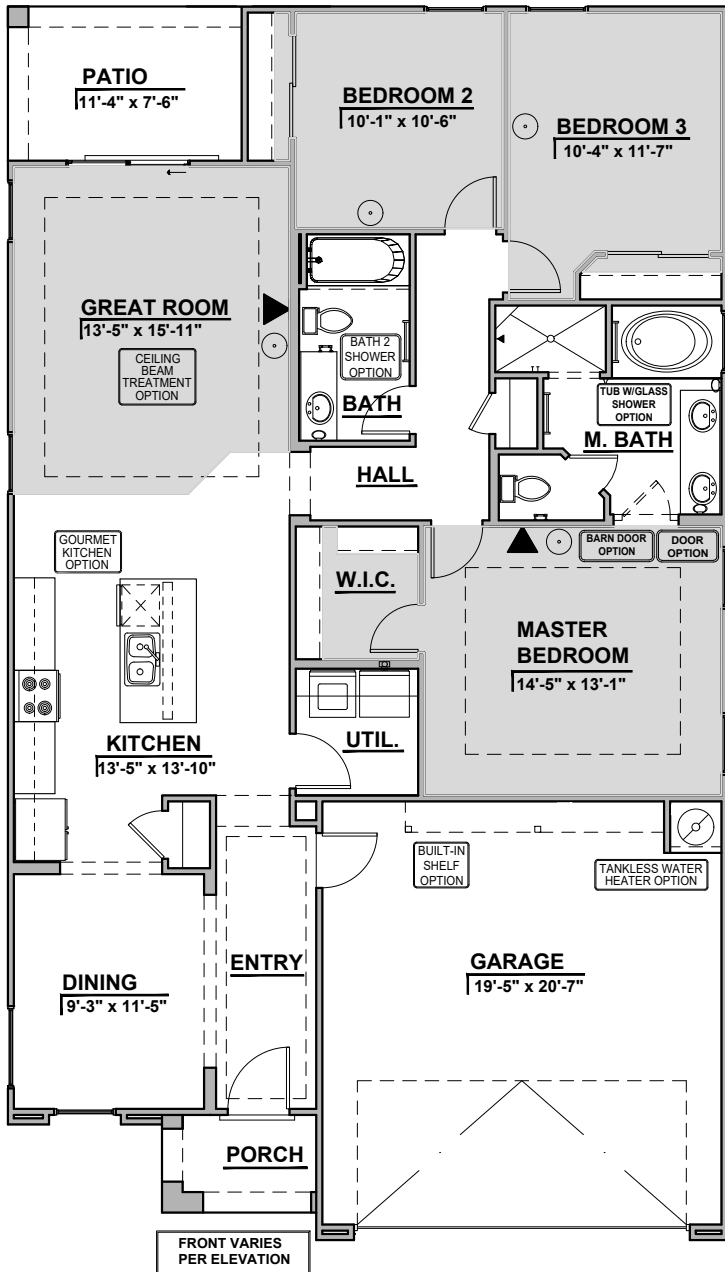 PATIO
11'-4" x 7'-6"
BEDROOM 2
10'-1" x 10'-6"
BEDROOM 3
10'-4" x 11'-7"
GREAT ROOM
13'-5" x 15'-11"
CEILING
BEAM
TREATMENT
OPTION
BATH 2
SHOWER
OPTION
BATH
TUB W/GLASS
SHOWER
OPTION
M. BATH
HALL
GOURMET
KITCHEN
OPTION
BARN DOOR
OPTION
DOOR
OPTION
W.I.C.
MASTER
BEDROOM
14'-5" x 13'-1"
KITCHEN
13'-5" x 13'-10"
UTIL.
BUILT-IN
SHELF
OPTION
TANKLESS WATER
HEATER OPTION
DINING
9'-3" x 11'-5"
ENTRY
GARAGE
19'-5" x 20'-7"
PORCH
FRONT VARIES
PER ELEVATION